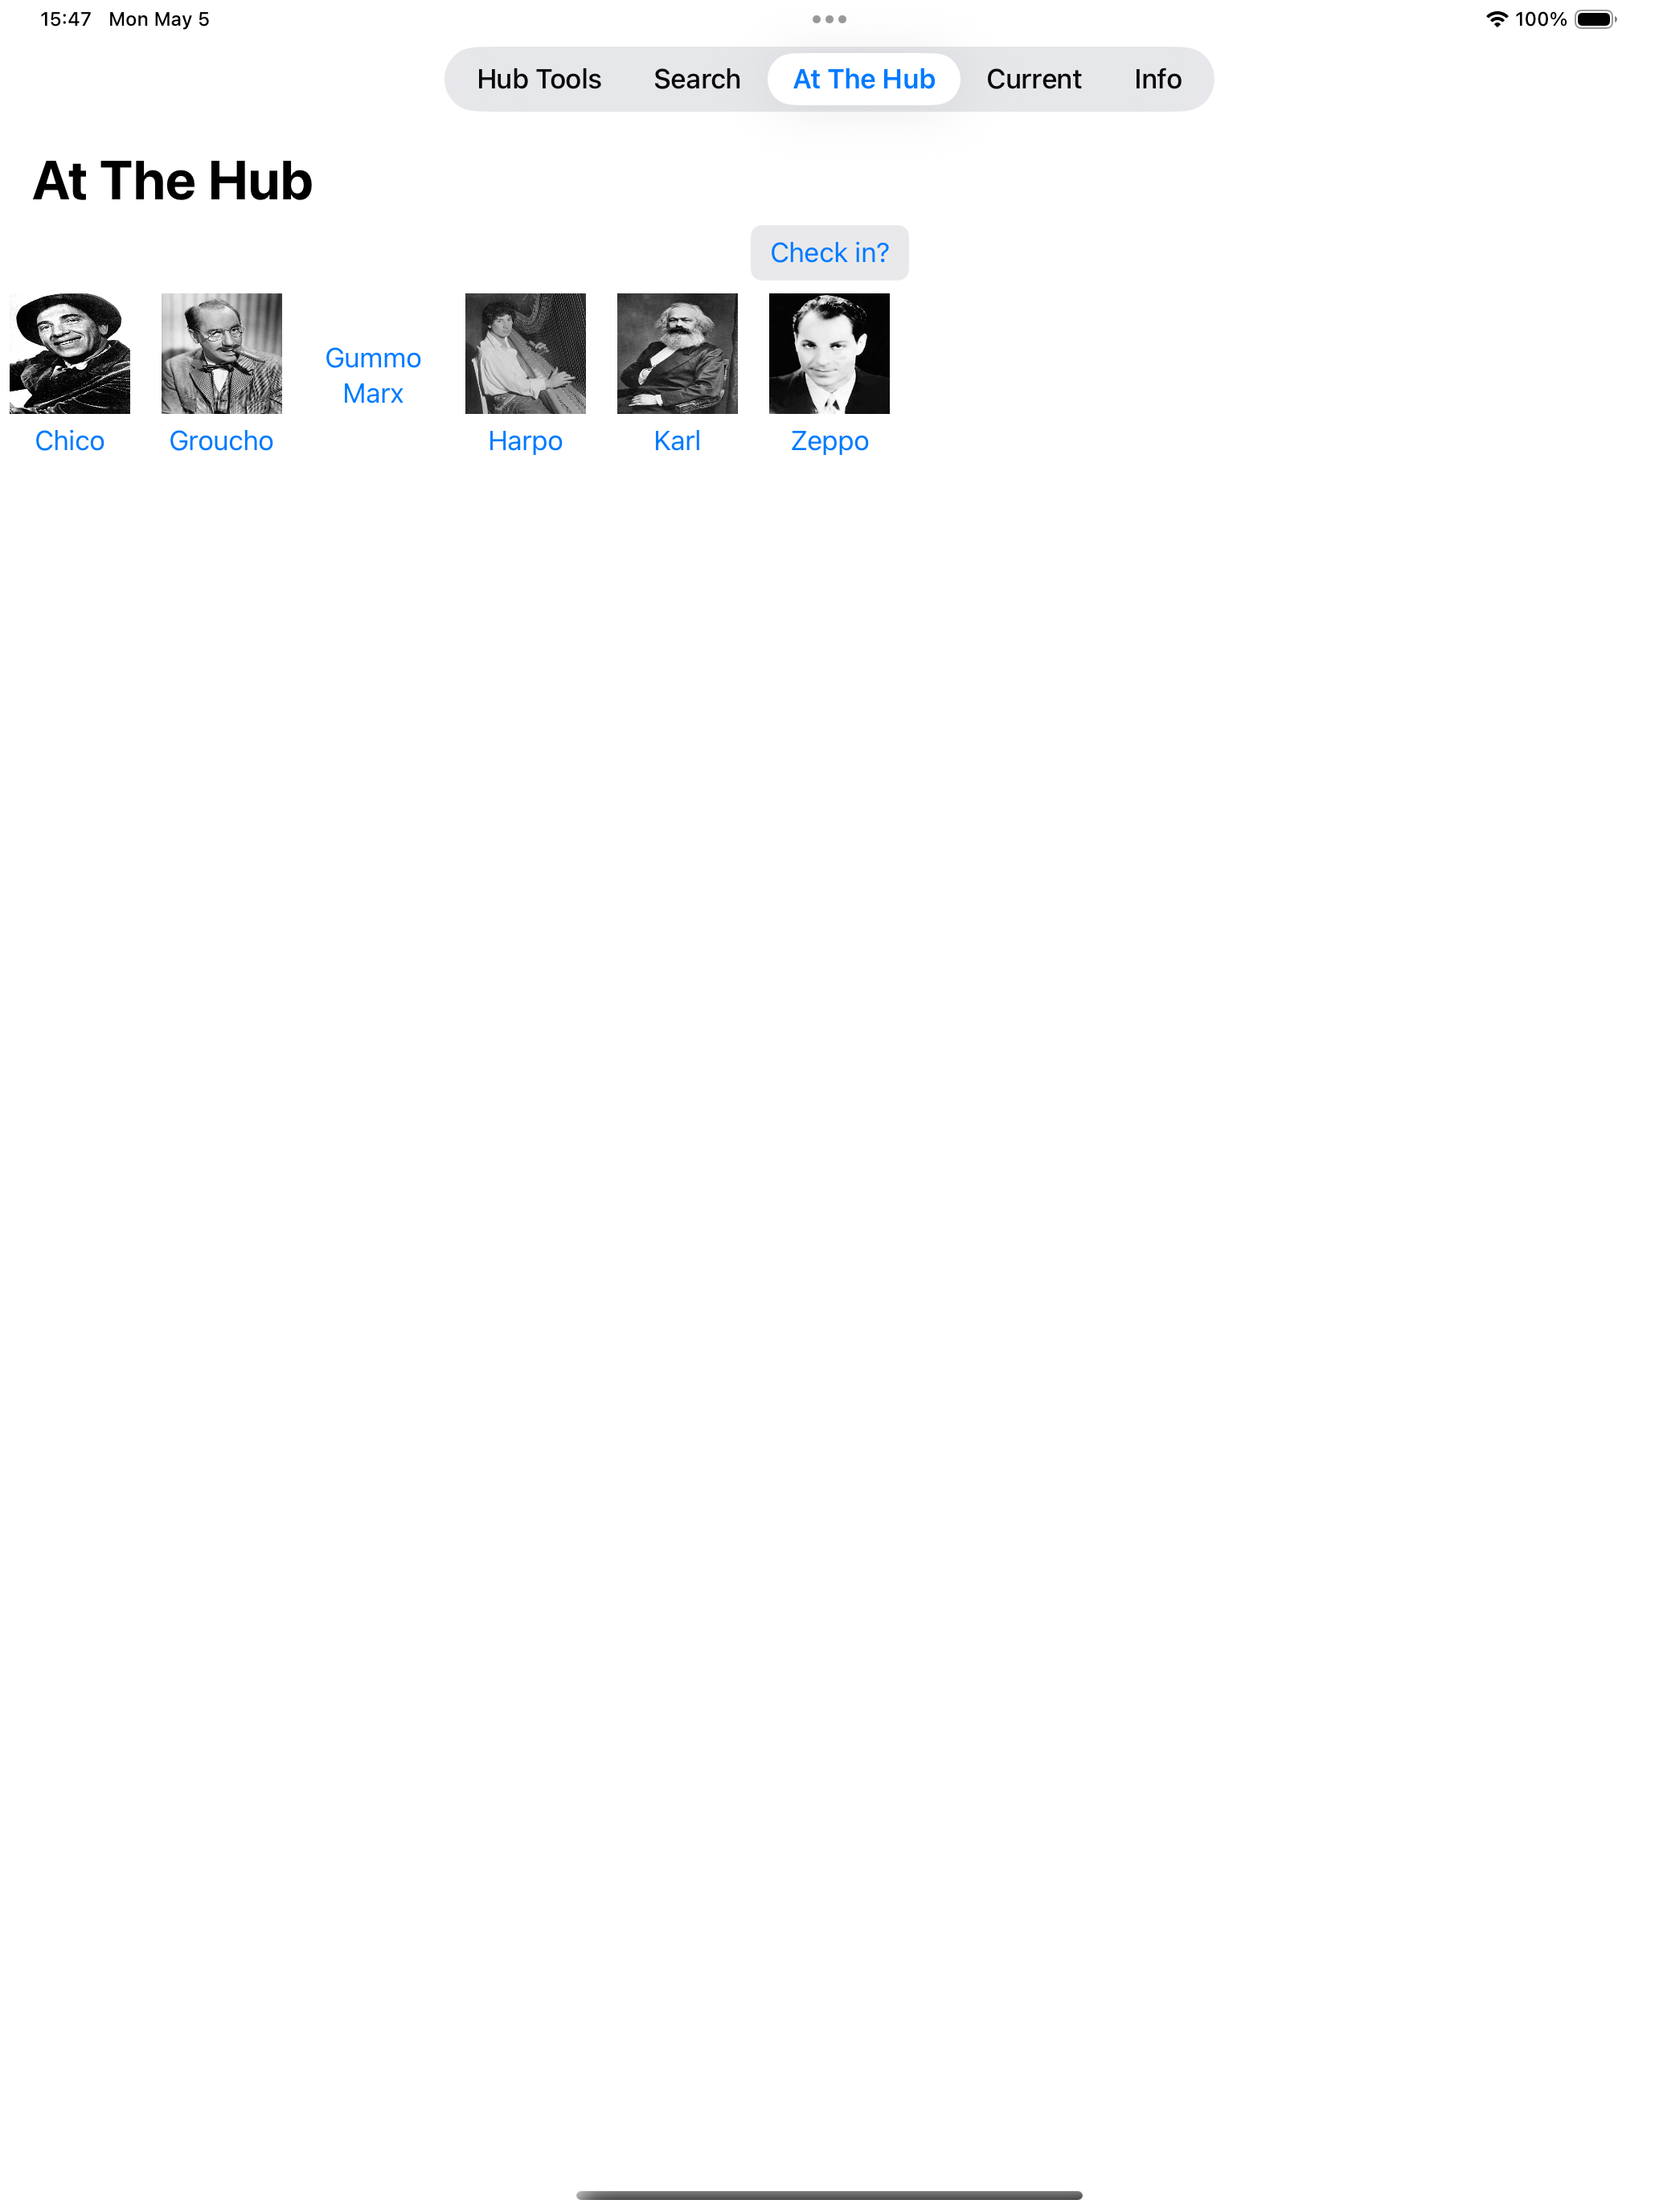 15:47 Mon May 5
100%
Hub Tools Search At The Hub Current Info
At The Hub
Check in?
Gummo
Marx
Chico Groucho Harpo Karl Zeppo